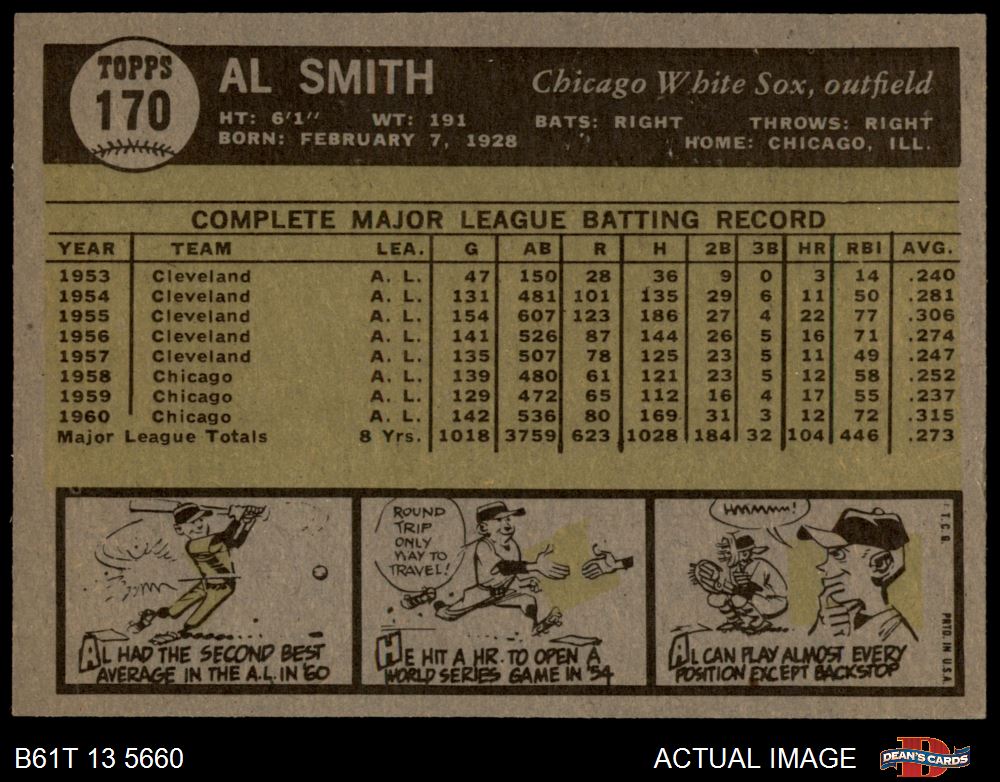 TOPPS
170
AL SMITH
Chicago White Sox, outfield
HT: 6'1" WT: 191 BATS: RIGHT THROWS: RIGHT
BORN: FEBRUARY 7, 1928 HOME: CHICAGO, ILL.
COMPLETE MAJOR LEAGUE BATTING RECORD
YEAR TEAM LEA. G AB R H 2B 3B HR RBI AVG.
1953 Cleveland A. L. 47 150 28 36 9 0 3 14 .240
1954 Cleveland A. L. 131 481 101 135 29 6 11 50 .281
1955 Cleveland A. L. 154 607 123 186 27 4 22 77 .306
1956 Cleveland A. L. 141 526 87 144 26 5 16 71 .274
1957 Cleveland A. L. 135 507 78 125 23 5 11 49 .247
1958 Chicago A. L. 139 480 61 121 23 5 12 58 .252
1959 Chicago A. L. 129 472 65 112 16 4 17 55 .237
1960 Chicago A. L. 142 536 80 169 31 3 12 72 .315
Major League Totals 8 Yrs. 1018 3759 623 1028 184 32 104 446 .273
AL HAD THE SECOND BEST
AVERAGE IN THE A.L. IN '60
ROUND
TRIP
ONLY
WAY TO
TRAVEL!
HE HIT A HR. TO OPEN A
WORLD SERIES GAME IN '54
HMMMM!
AL CAN PLAY ALMOST EVERY
POSITION EXCEPT BACKSTOP
T.C.G.
PRTD. IN U.S.A.
B61T 13 5660
ACTUAL IMAGE
DEAN'S CARDS